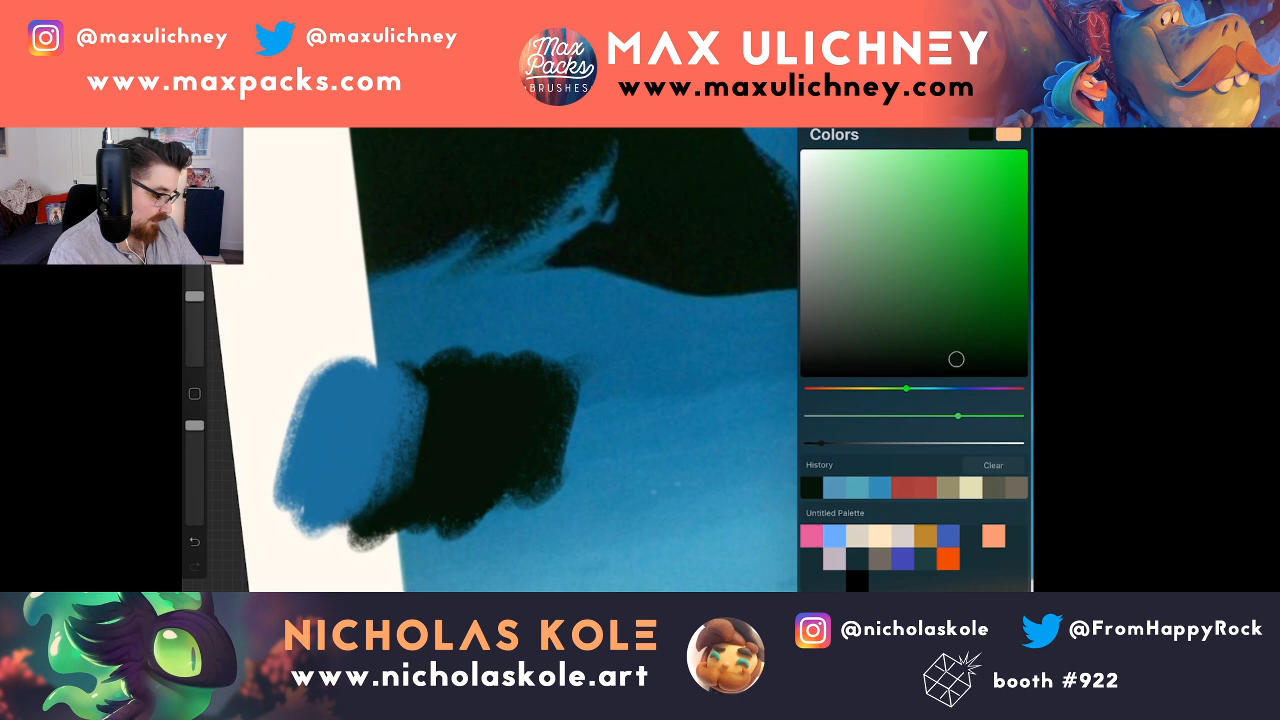 @maxulichney @maxulichney
www.maxpacks.com
Max
Packs
BRUSHES
MAX ULICHNEY
www.maxulichney.com
Colors
History
Clear
Untitled Palette
NICHOLAS KOLE
www.nicholaskole.art
@nicholaskole @FromHappyRock
booth #922